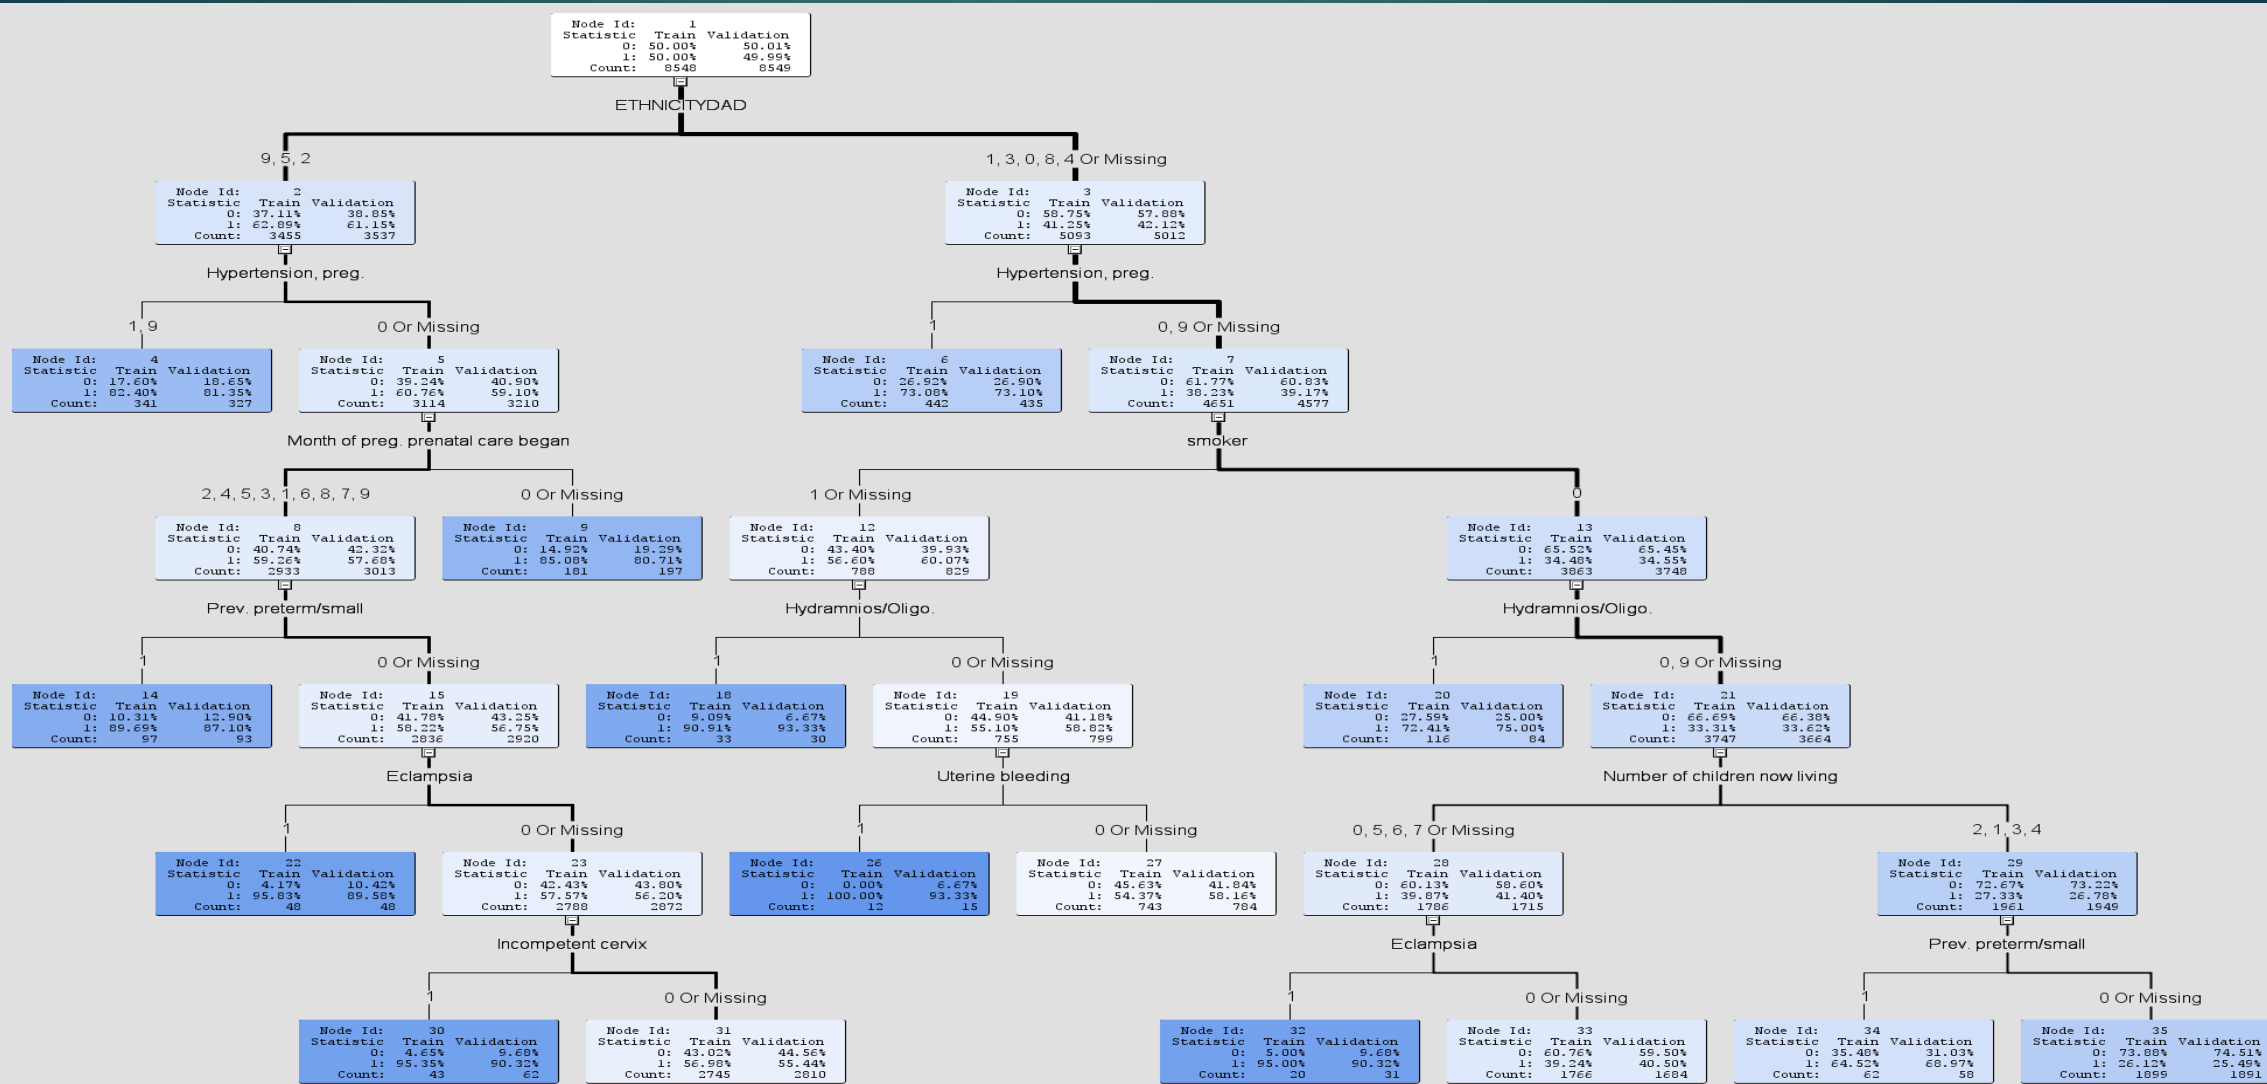 Node Id: 1
Statistic Train Validation
0: 50.00% 50.01%
1: 50.00% 49.99%
Count: 8548 8549
ETHNICITYDAD
9, 5, 2
1, 3, 0, 8, 4 Or Missing
Node Id: 2
Statistic Train Validation
0: 37.11% 38.85%
1: 62.89% 61.15%
Count: 3455 3537
Node Id: 3
Statistic Train Validation
0: 58.75% 57.88%
1: 41.25% 42.12%
Count: 5093 5012
Hypertension, preg.
Hypertension, preg.
1, 9
0 Or Missing
1
0, 9 Or Missing
Node Id: 4
Statistic Train Validation
0: 17.60% 18.65%
1: 82.40% 81.35%
Count: 341 327
Node Id: 5
Statistic Train Validation
0: 39.24% 40.90%
1: 60.76% 59.10%
Count: 3114 3210
Node Id: 6
Statistic Train Validation
0: 26.92% 26.90%
1: 73.08% 73.10%
Count: 442 435
Node Id: 7
Statistic Train Validation
0: 61.77% 60.83%
1: 38.23% 39.17%
Count: 4651 4577
Month of preg. prenatal care began
smoker
2, 4, 5, 3, 1, 6, 8, 7, 9
0 Or Missing
1 Or Missing
0
Node Id: 8
Statistic Train Validation
0: 40.74% 42.32%
1: 59.26% 57.68%
Count: 2933 3013
Node Id: 9
Statistic Train Validation
0: 14.92% 19.29%
1: 85.08% 80.71%
Count: 181 197
Node Id: 12
Statistic Train Validation
0: 43.40% 39.93%
1: 56.60% 60.07%
Count: 788 829
Node Id: 13
Statistic Train Validation
0: 65.52% 65.45%
1: 34.48% 34.55%
Count: 3863 3748
Prev. preterm/small
Hydramnios/Oligo.
Hydramnios/Oligo.
1
0 Or Missing
1
0 Or Missing
1
0, 9 Or Missing
Node Id: 14
Statistic Train Validation
0: 10.31% 12.90%
1: 89.69% 87.10%
Count: 97 93
Node Id: 15
Statistic Train Validation
0: 41.78% 43.25%
1: 58.22% 56.75%
Count: 2836 2920
Node Id: 18
Statistic Train Validation
0: 9.09% 6.67%
1: 90.91% 93.33%
Count: 33 30
Node Id: 19
Statistic Train Validation
0: 44.90% 41.18%
1: 55.10% 58.82%
Count: 755 799
Node Id: 20
Statistic Train Validation
0: 27.59% 25.00%
1: 72.41% 75.00%
Count: 116 84
Node Id: 21
Statistic Train Validation
0: 66.69% 66.38%
1: 33.31% 33.62%
Count: 3747 3664
Eclampsia
Uterine bleeding
Number of children now living
1
0 Or Missing
1
0 Or Missing
0, 5, 6, 7 Or Missing
2, 1, 3, 4
Node Id: 22
Statistic Train Validation
0: 4.17% 10.42%
1: 95.83% 89.58%
Count: 48 48
Node Id: 23
Statistic Train Validation
0: 42.43% 43.80%
1: 57.57% 56.20%
Count: 2788 2872
Node Id: 26
Statistic Train Validation
0: 0.00% 6.67%
1: 100.00% 93.33%
Count: 12 15
Node Id: 27
Statistic Train Validation
0: 45.63% 41.84%
1: 54.37% 58.16%
Count: 743 784
Node Id: 28
Statistic Train Validation
0: 60.13% 58.60%
1: 39.87% 41.40%
Count: 1786 1715
Node Id: 29
Statistic Train Validation
0: 72.67% 73.22%
1: 27.33% 26.78%
Count: 1961 1949
Incompetent cervix
Eclampsia
Prev. preterm/small
1
0 Or Missing
1
0 Or Missing
1
0 Or Missing
Node Id: 30
Statistic Train Validation
0: 4.65% 9.68%
1: 95.35% 90.32%
Count: 43 62
Node Id: 31
Statistic Train Validation
0: 43.02% 44.56%
1: 56.98% 55.44%
Count: 2745 2810
Node Id: 32
Statistic Train Validation
0: 5.00% 9.68%
1: 95.00% 90.32%
Count: 20 31
Node Id: 33
Statistic Train Validation
0: 60.76% 59.50%
1: 39.24% 40.50%
Count: 1766 1684
Node Id: 34
Statistic Train Validation
0: 35.48% 31.03%
1: 64.52% 68.97%
Count: 62 58
Node Id: 35
Statistic Train Validation
0: 73.88% 74.51%
1: 26.12% 25.49%
Count: 1899 1891